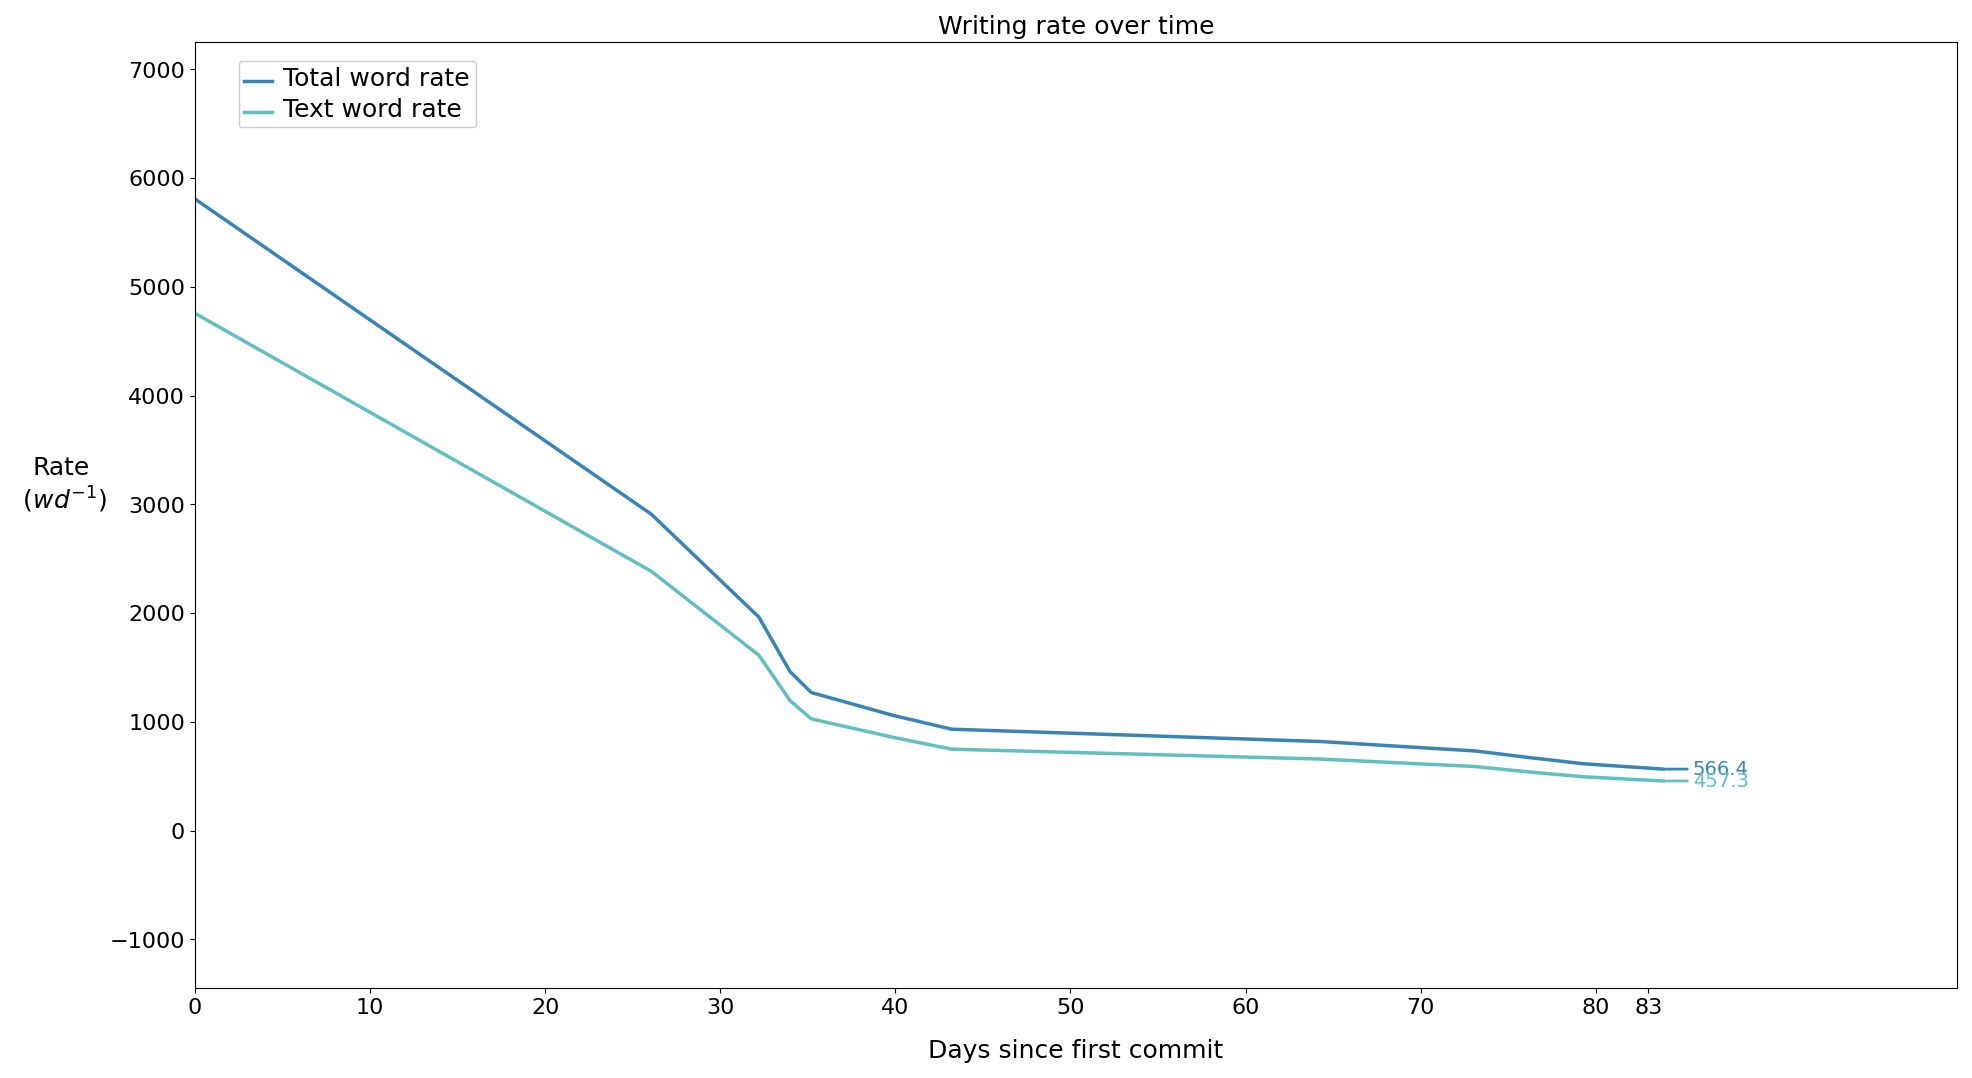 Writing rate over time
7000
6000
5000
4000
3000
2000
1000
0
−1000
Rate
(wd⁻¹)
Total word rate
Text word rate
566.4
457.3
0 10 20 30 40 50 60 70 80 83
Days since first commit